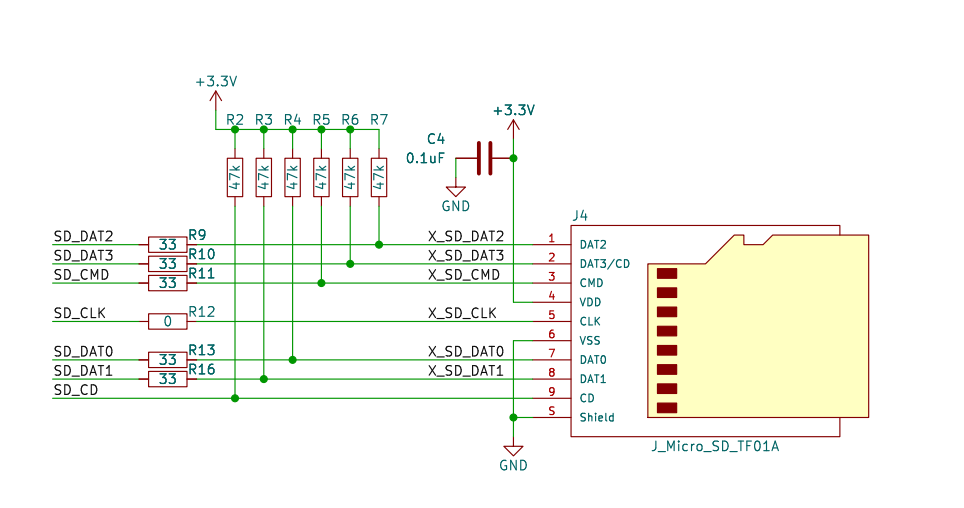 +3.3V
R2 R3 R4 R5 R6 R7
47k 47k 47k 47k 47k 47k
+3.3V
C4
0.1uF
GND
J4
SD_DAT2 33 R9 X_SD_DAT2 1 DAT2
SD_DAT3 33 R10 X_SD_DAT3 2 DAT3/CD
SD_CMD 33 R11 X_SD_CMD 3 CMD
4 VDD
SD_CLK 0 R12 X_SD_CLK 5 CLK
6 VSS
SD_DAT0 33 R13 X_SD_DAT0 7 DAT0
SD_DAT1 33 R16 X_SD_DAT1 8 DAT1
SD_CD 9 CD
S Shield
J_Micro_SD_TF01A
GND